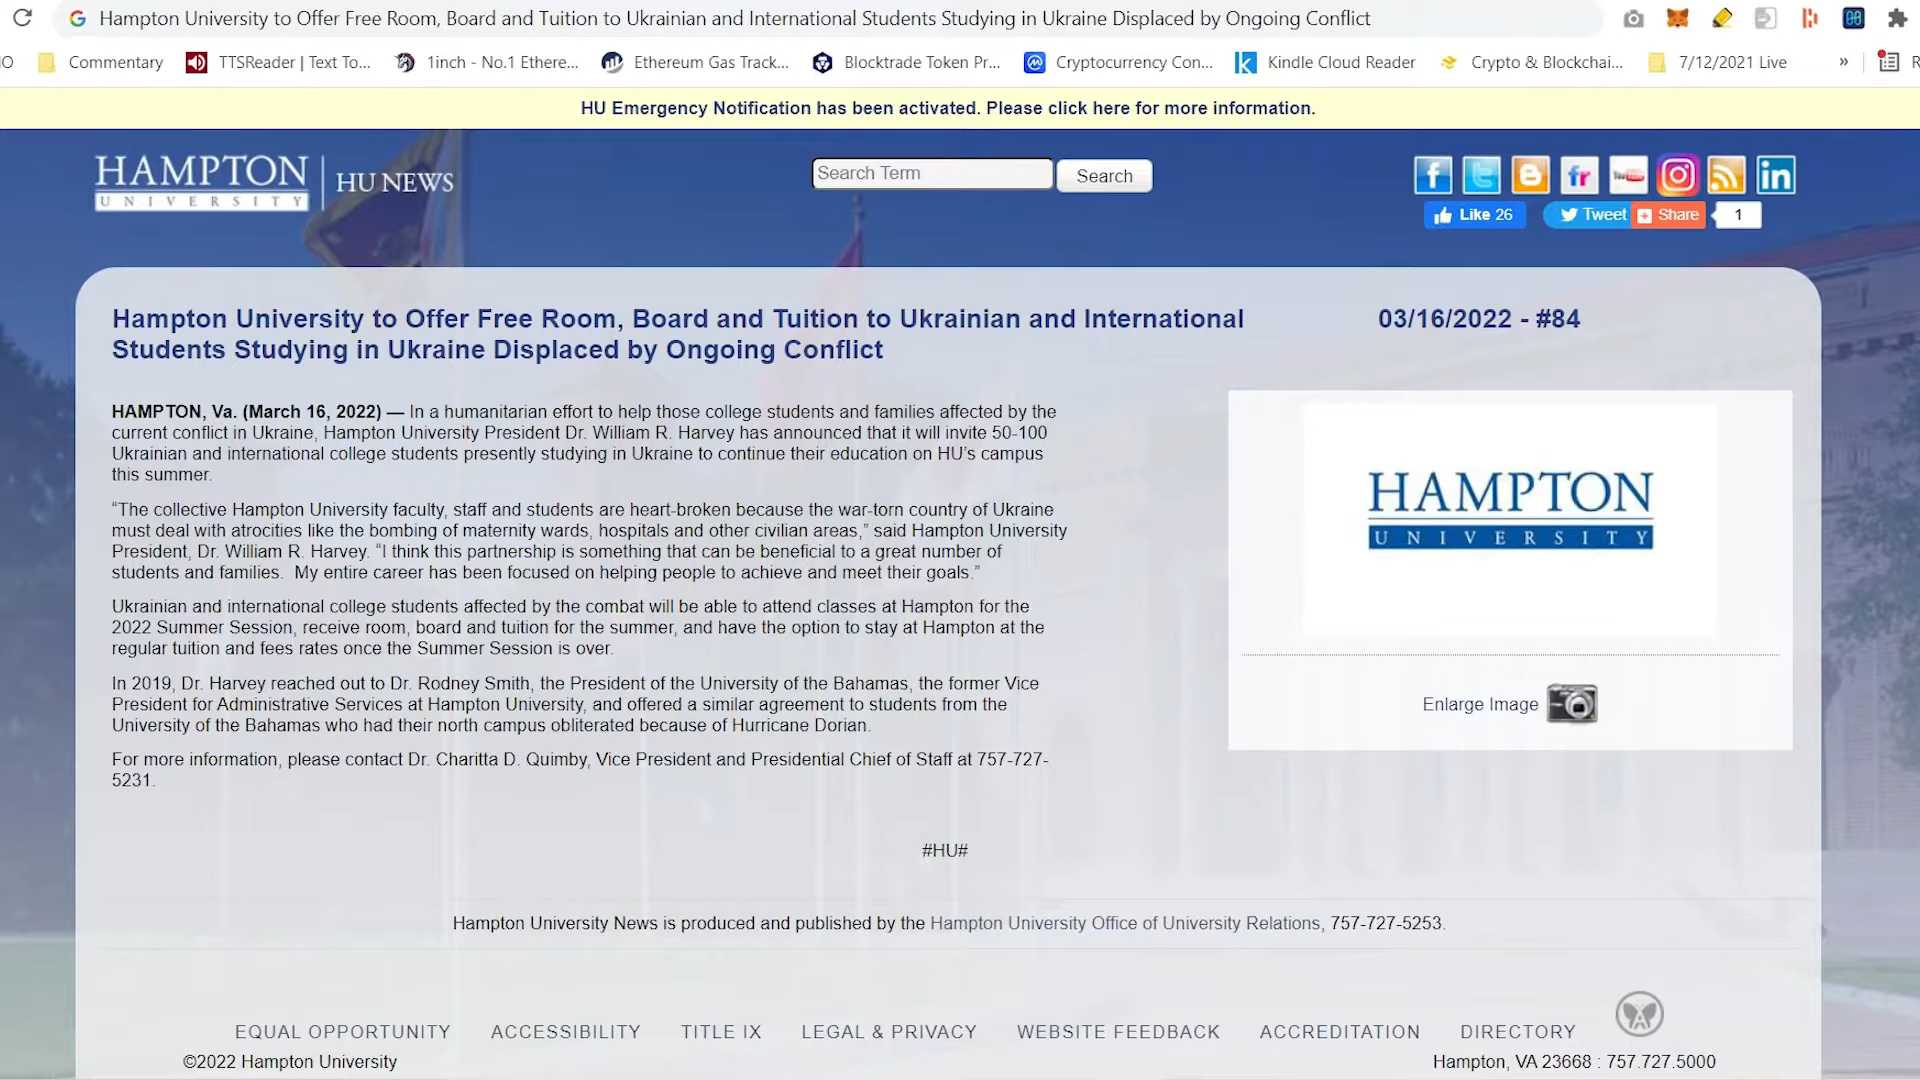 Hampton University to Offer Free Room, Board and Tuition to Ukrainian and International Students Studying in Ukraine Displaced by Ongoing Conflict
Commentary
TTSReader | Text To...
1inch - No.1 Ethere...
Ethereum Gas Track...
Blocktrade Token Pr...
Cryptocurrency Con...
Kindle Cloud Reader
Crypto & Blockchai...
7/12/2021 Live
»
HU Emergency Notification has been activated. Please click here for more information.
HAMPTON
UNIVERSITY
HU NEWS
Search Term
Search
Like 26
Tweet
Share
1
Hampton University to Offer Free Room, Board and Tuition to Ukrainian and International
Students Studying in Ukraine Displaced by Ongoing Conflict
03/16/2022 - #84
HAMPTON, Va. (March 16, 2022) — In a humanitarian effort to help those college students and families affected by the
current conflict in Ukraine, Hampton University President Dr. William R. Harvey has announced that it will invite 50-100
Ukrainian and international college students presently studying in Ukraine to continue their education on HU's campus
this summer.
“The collective Hampton University faculty, staff and students are heart-broken because the war-torn country of Ukraine
must deal with atrocities like the bombing of maternity wards, hospitals and other civilian areas,” said Hampton University
President, Dr. William R. Harvey. “I think this partnership is something that can be beneficial to a great number of
students and families.  My entire career has been focused on helping people to achieve and meet their goals.”
Ukrainian and international college students affected by the combat will be able to attend classes at Hampton for the
2022 Summer Session, receive room, board and tuition for the summer, and have the option to stay at Hampton at the
regular tuition and fees rates once the Summer Session is over.
In 2019, Dr. Harvey reached out to Dr. Rodney Smith, the President of the University of the Bahamas, the former Vice
President for Administrative Services at Hampton University, and offered a similar agreement to students from the
University of the Bahamas who had their north campus obliterated because of Hurricane Dorian.
For more information, please contact Dr. Charitta D. Quimby, Vice President and Presidential Chief of Staff at 757-727-
5231.
HAMPTON
UNIVERSITY
Enlarge Image
#HU#
Hampton University News is produced and published by the Hampton University Office of University Relations, 757-727-5253.
EQUAL OPPORTUNITY
ACCESSIBILITY
TITLE IX
LEGAL & PRIVACY
WEBSITE FEEDBACK
ACCREDITATION
DIRECTORY
©2022 Hampton University
Hampton, VA 23668 : 757.727.5000